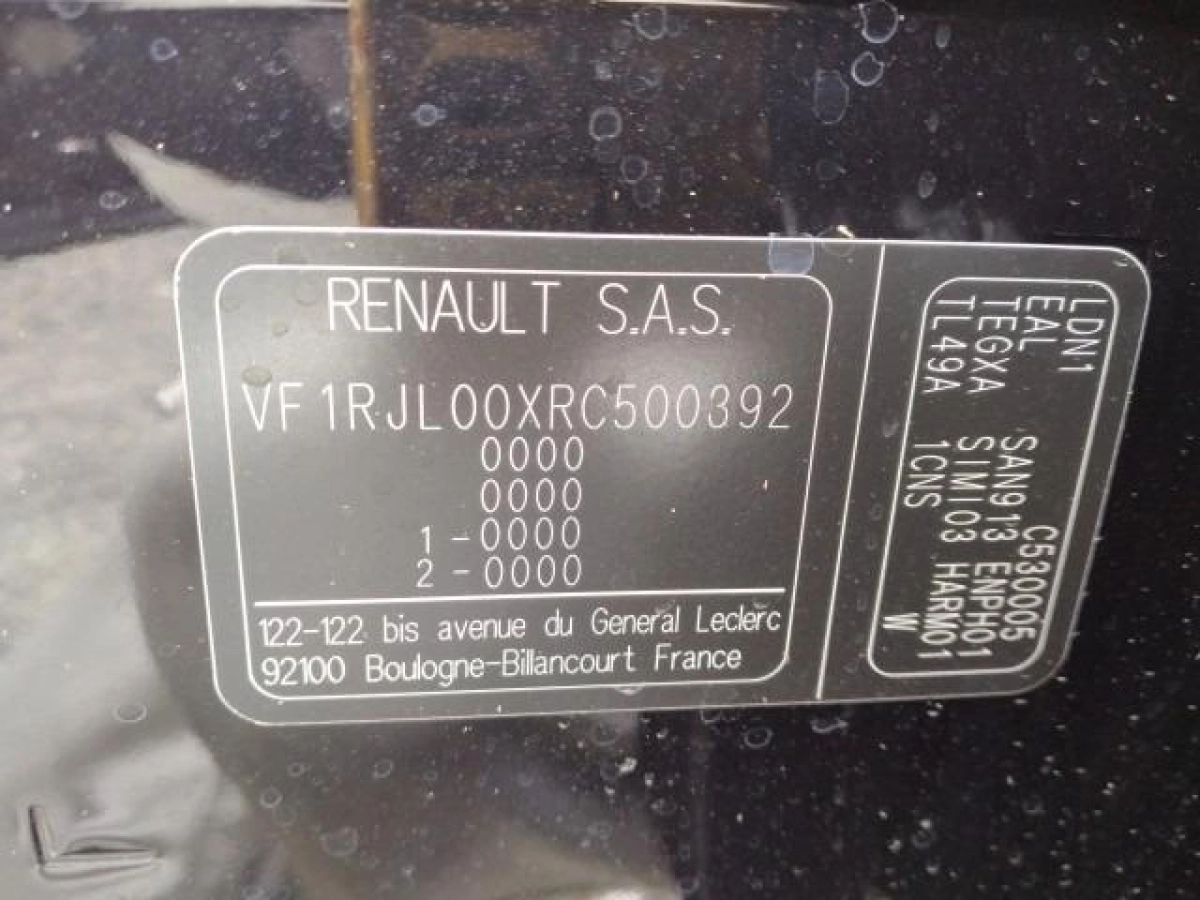 RENAULT S.A.S.
VF1RJL00XRC500392
0000
0000
1-0000
2-0000
122-122 bis avenue du General Leclerc
92100 Boulogne-Billancourt France
LDN1 C530005
EAL SAN913 ENPH01
TEGXA SIMI03 HARM01
TL49A 1CNS W